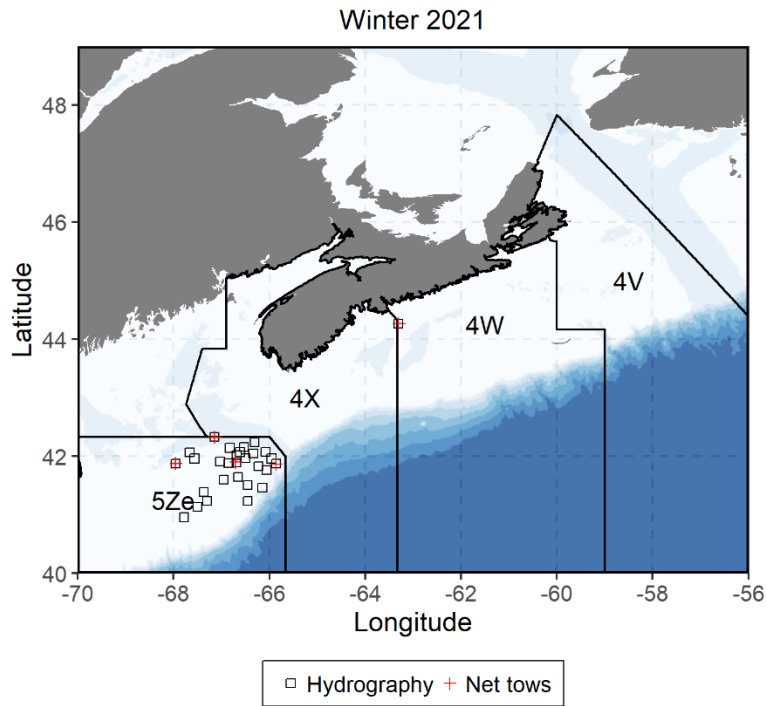 Winter 2021
Latitude
48
46
44
42
40
4V
4W
4X
5Ze
-70 -68 -66 -64 -62 -60 -58 -56
Longitude
Hydrography Net tows